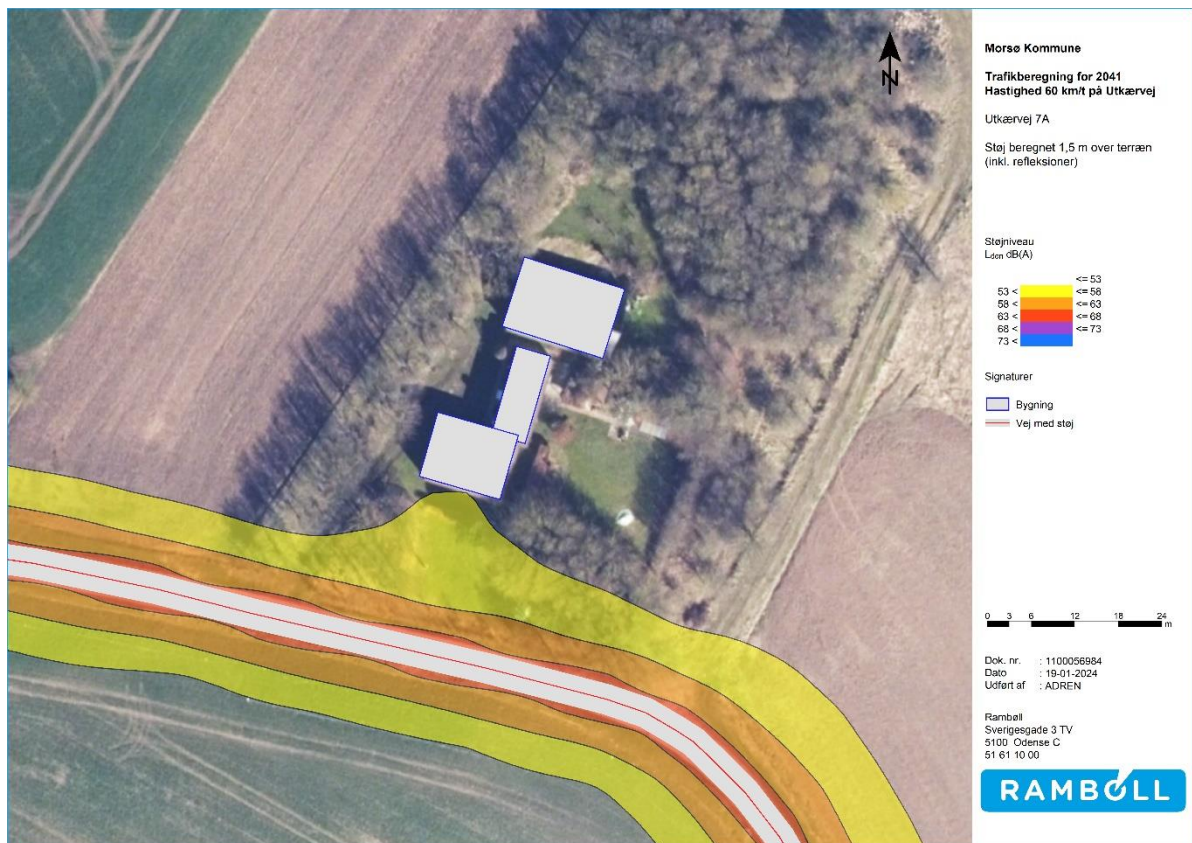 N
Morsø Kommune
Trafikberegning for 2041
Hastighed 60 km/t på Utkærvej
Utkærvej 7A
Støj beregnet 1,5 m over terræn
(inkl. refleksioner)
Støjniveau
Lden dB(A)
<= 53
53 < <= 58
58 < <= 63
63 < <= 68
68 < <= 73
73 <
Signaturer
Bygning
Vej med støj
0 3 6 12 18 24
m
Dok. nr. : 1100056984
Dato : 19-01-2024
Udført af : ADREN
Rambøll
Sverigesgade 3 TV
5100 Odense C
51 61 10 00
RAMBOLL